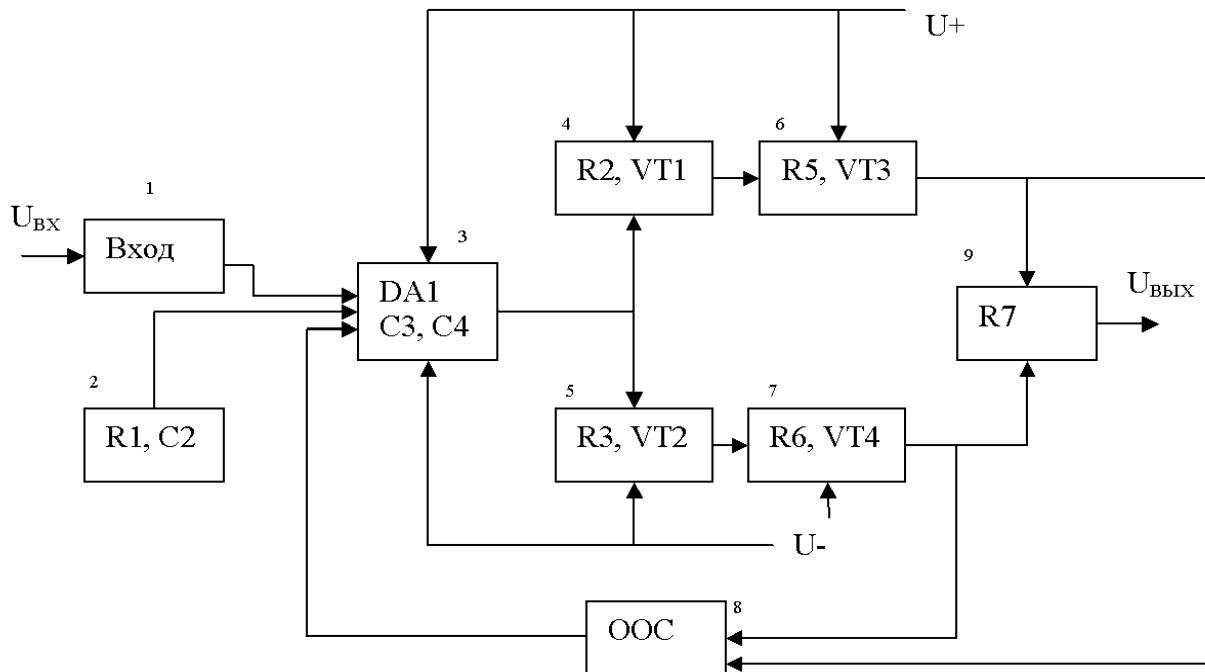 U+
4
6
R2, VT1
R5, VT3
1
UВХ
Вход
3
9
DA1
C3, C4
R7
UВЫХ
2
5
7
R1, C2
R3, VT2
R6, VT4
U-
8
ООС